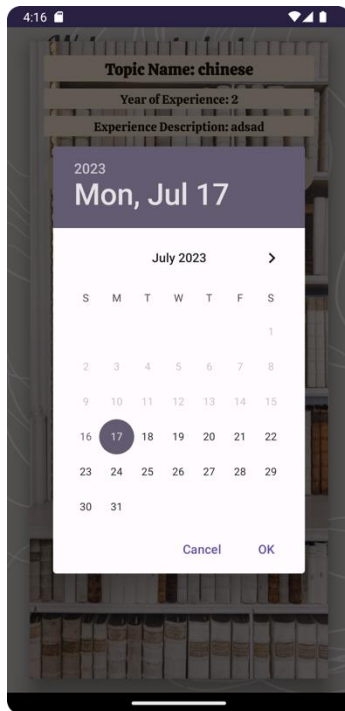 4:16
Topic Name: chinese
Year of Experience: 2
Experience Description: adsad
2023
Mon, Jul 17
July 2023
S M T W T F S
1
2 3 4 5 6 7 8
9 10 11 12 13 14 15
16 17 18 19 20 21 22
23 24 25 26 27 28 29
30 31
Cancel OK